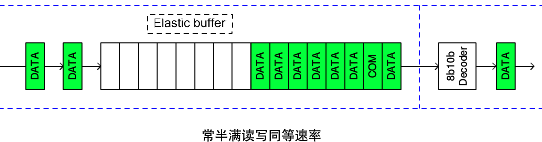 Elastic buffer
DATA
DATA
DATA
DATA
DATA
DATA
DATA
DATA
COM
DATA
8b10b
Decoder
DATA
常半满读写同等速率